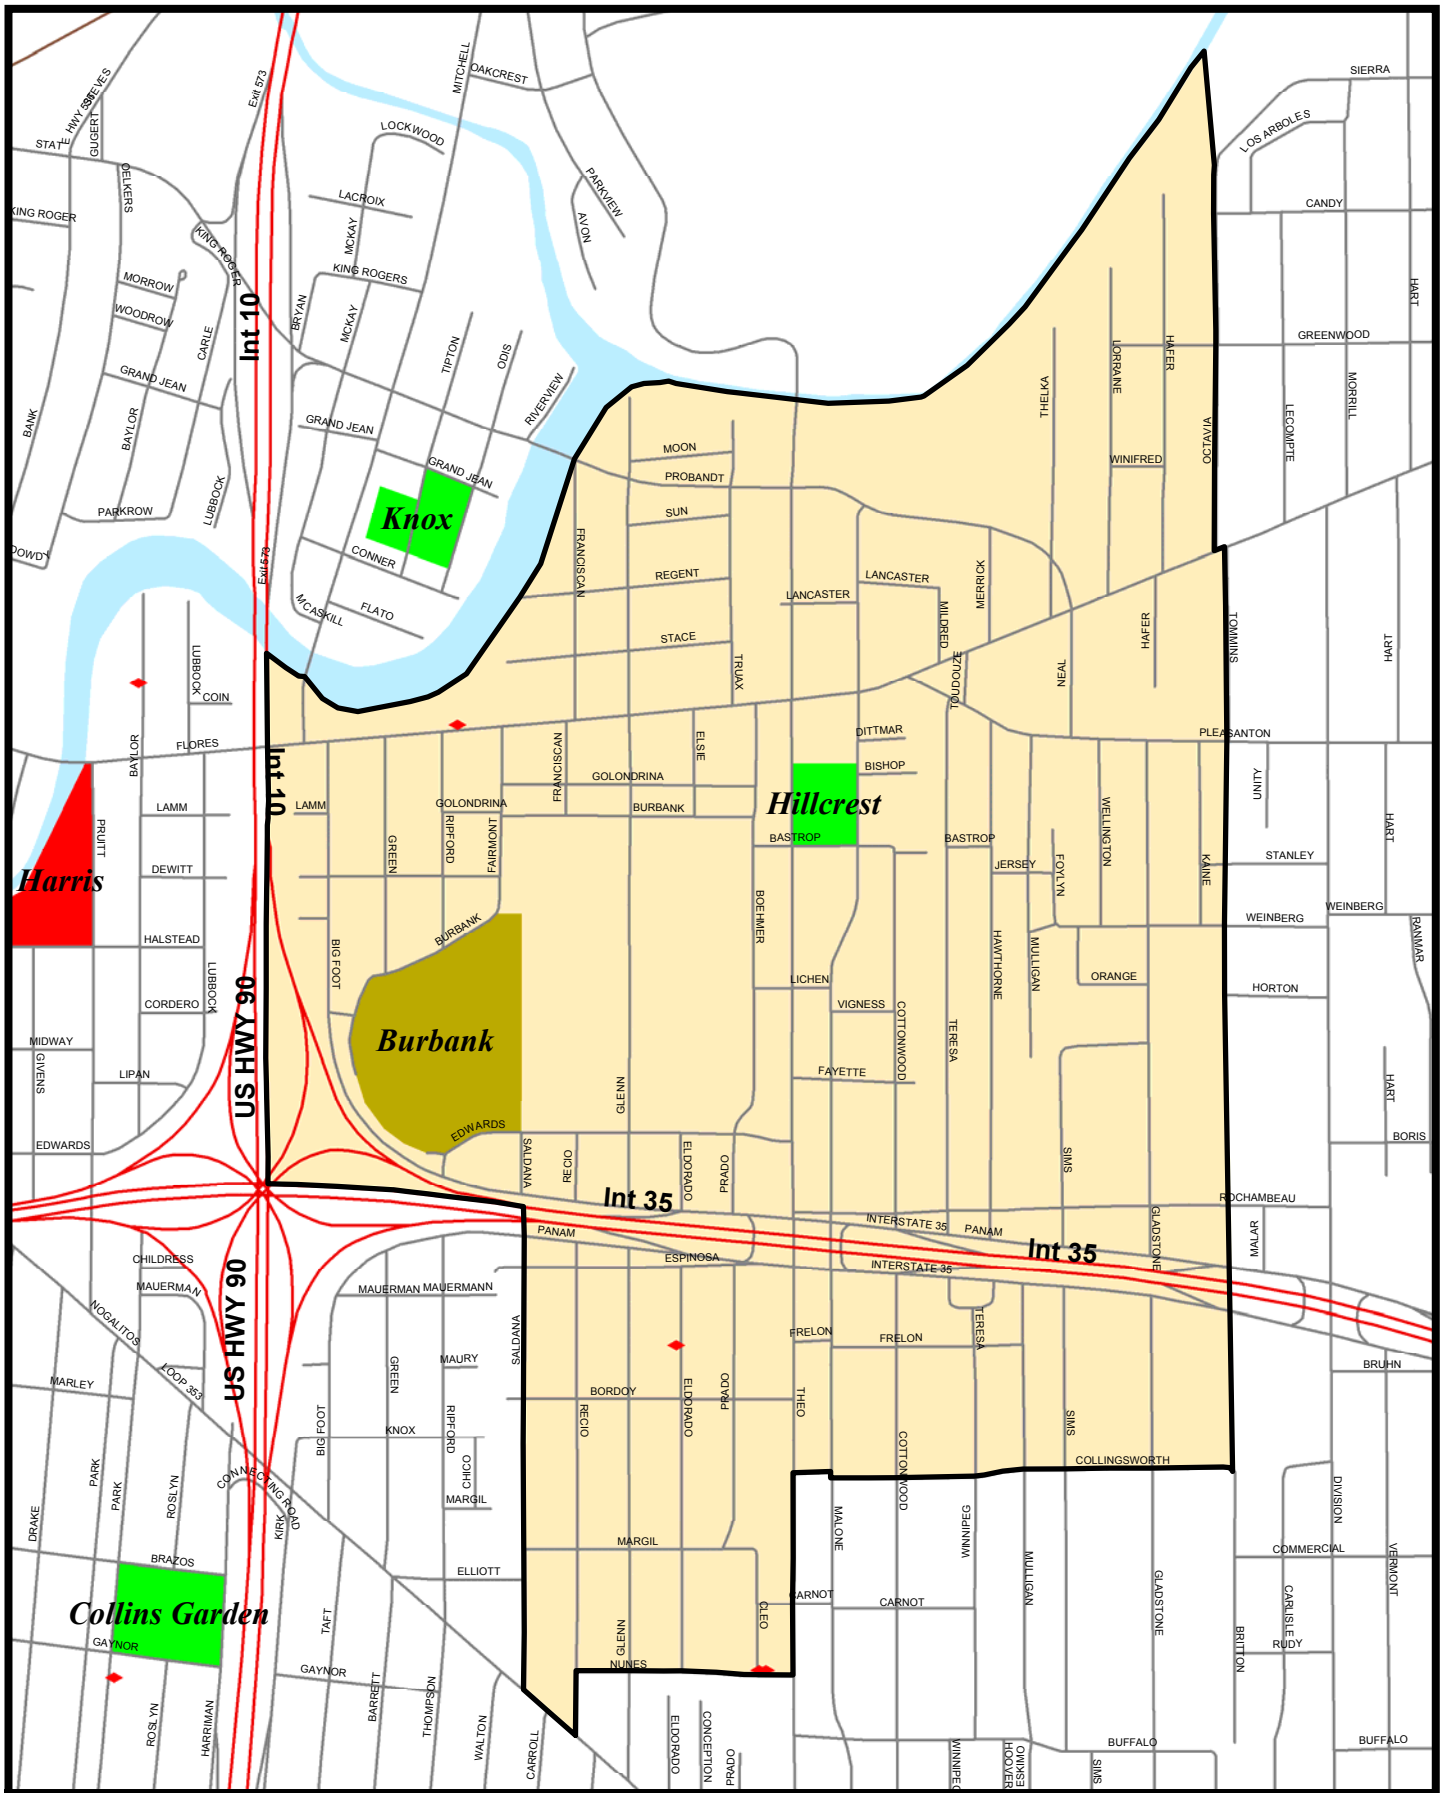 SIERRA
MITCHELL
OAKCREST
Exit 573
STEVES
GUGERT
LOS ARBOLES
LOCKWOOD
OELKERS
PARKVIEW
LACROIX
CANDY
KING ROGER
AVON
MCKAY
KING ROGER
KING ROGERS
MORROW
HART
WOODROW
Int 10
BRYAN
MCKAY
CARLE
TIPTON
ODIS
LORRAINE
HAFER
GREENWOOD
GRAND JEAN
RIVERVIEW
THELKA
MORRILL
BANK
BAYLOR
GRAND JEAN
OCTAVIA
LECOMPTE
MOON
WINIFRED
GRAND JEAN
PROBANDT
LUBBOCK
PARKROW
Knox
SUN
DOWDY
CONNER
Exit 573
FRANCISCAN
REGENT
LANCASTER
LANCASTER
MERRICK
MCASKILL
FLATO
MILDRED
HAFER
TOMMINS
HART
STACE
LUBBOCK
COIN
TRUAX
TOUDOUZE
NEAL
FLORES
BAYLOR
DITTMAR
PLEASANTON
FRANCISCAN
ELSIE
Int 10
GOLONDRINA
BISHOP
UNITY
LAMM
LAMM
GOLONDRINA
BURBANK
Hillcrest
WELLINGTON
HART
PRUITT
GREEN
RIPFORD
FAIRMONT
BASTROP
BASTROP
JERSEY
FOYLYN
KAINE
STANLEY
Harris
DEWITT
BOEHMER
WEINBERG
WEINBERG
HALSTEAD
BIG FOOT
BURBANK
HAWTHORNE
MULLIGAN
RANMAR
LUBBOCK
LICHEN
ORANGE
HORTON
CORDERO
US HWY 90
VIGNESS
COTTONWOOD
MIDWAY
Burbank
TERESA
GIVENS
LIPAN
GLENN
FAYETTE
HART
EDWARDS
EDWARDS
BORIS
SALDANA
RECIO
ELDORADO
PRADO
SIMS
Int 35
ROCHAMBEAU
INTERSTATE 35
PANAM
GLADSTONE
MALAR
PANAM
Int 35
CHILDRESS
ESPINOSA
INTERSTATE 35
MAUERMAN
MAUERMAN
MAUERMANN
NOGALITOS
US HWY 90
SALDANA
FRELON
FRELON
TERESA
MAURY
GREEN
LOOP 353
MARLEY
BRUHN
BORDOY
ELDORADO
PRADO
THEO
BIG FOOT
KNOX
RIPFORD
RECIO
SIMS
COLLINGSWORTH
PARK
PARK
ROSLYN
CONNECTING ROAD
CHICO
COTTONWOOD
MARGIL
DRAKE
KIRK
MALONE
WINNIPEG
DIVISION
MARGIL
COMMERCIAL
BRAZOS
ELLIOTT
MULLIGAN
GLADSTONE
VERMONT
CARNOT
CARNOT
Collins Garden
TAFT
GLENN
CLEO
CARLISLE
GAYNOR
BRITTON
RUDY
GAYNOR
NUNES
BARRETT
THOMPSON
ROSLYN
HARRIMAN
WALTON
CARROLL
ELDORADO
CONCEPTION
PRADO
WINNIPEG
HOOVER
ESKIMO
BUFFALO
SIMS
BUFFALO